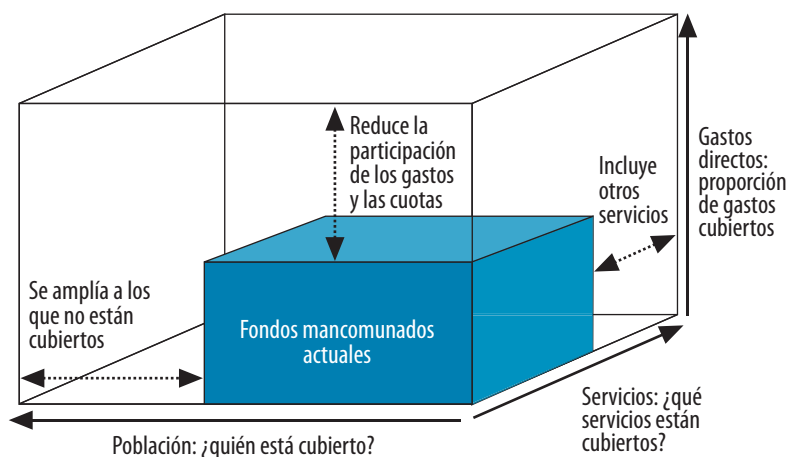 Reduce la
participación
de los gastos
y las cuotas
Incluye
otros
servicios
Gastos
directos:
proporción
de gastos
cubiertos
Se amplía a los
que no están
cubiertos
Fondos mancomunados
actuales
Servicios: ¿qué
servicios están
cubiertos?
Población: ¿quién está cubierto?